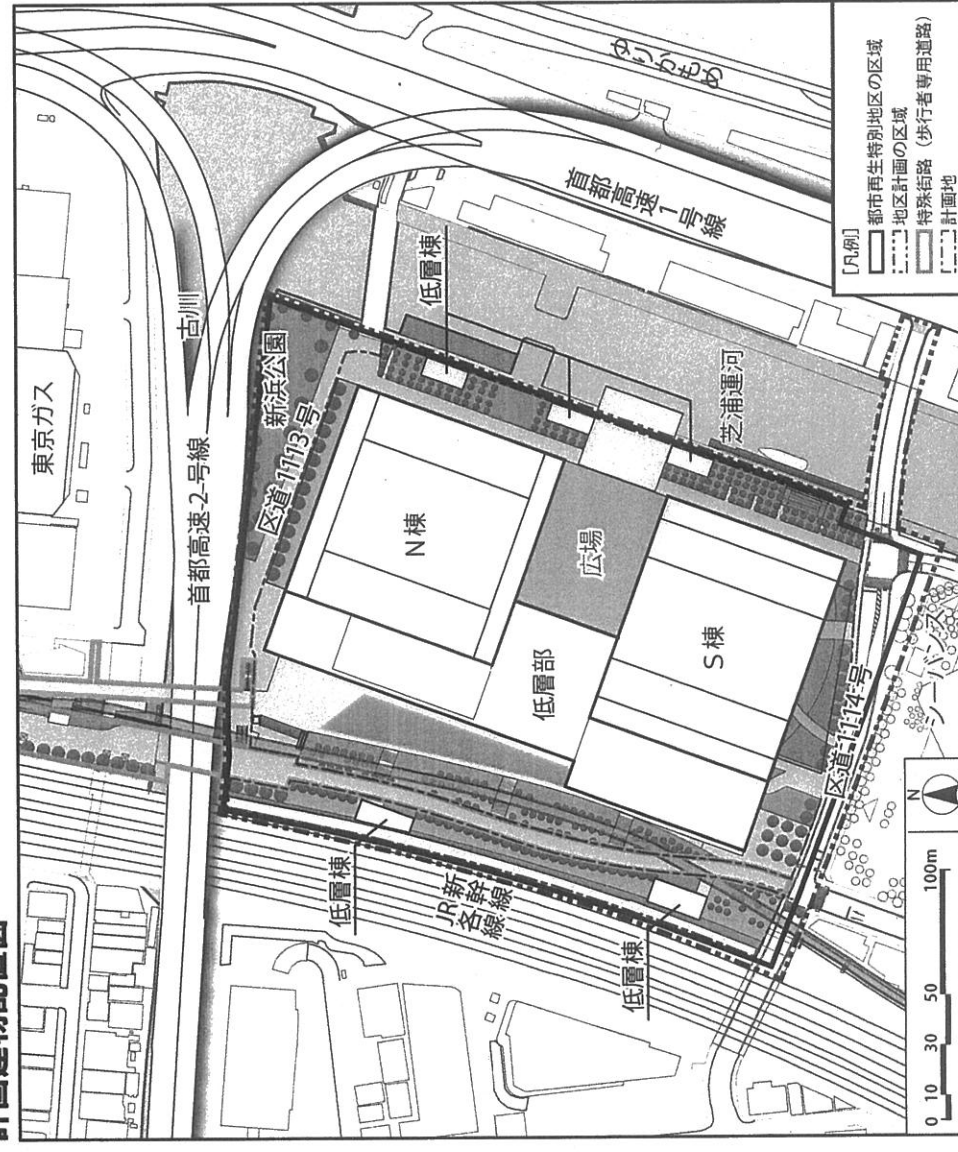 計画建物配置図
東京ガス
古川
首都高速2号線
新浜公園
区道1113号
ゆりかもめ
首都高速1号線
低層棟
N棟
広場
低層部
S棟
芝浦運河
低層棟
JR新幹線
各線
低層棟
区道1114号
シーバンス
N
0 10 30 50 100m
[凡例]
都市再生特別地区の区域
地区計画の区域
特殊街路（歩行者専用道路）
計画地